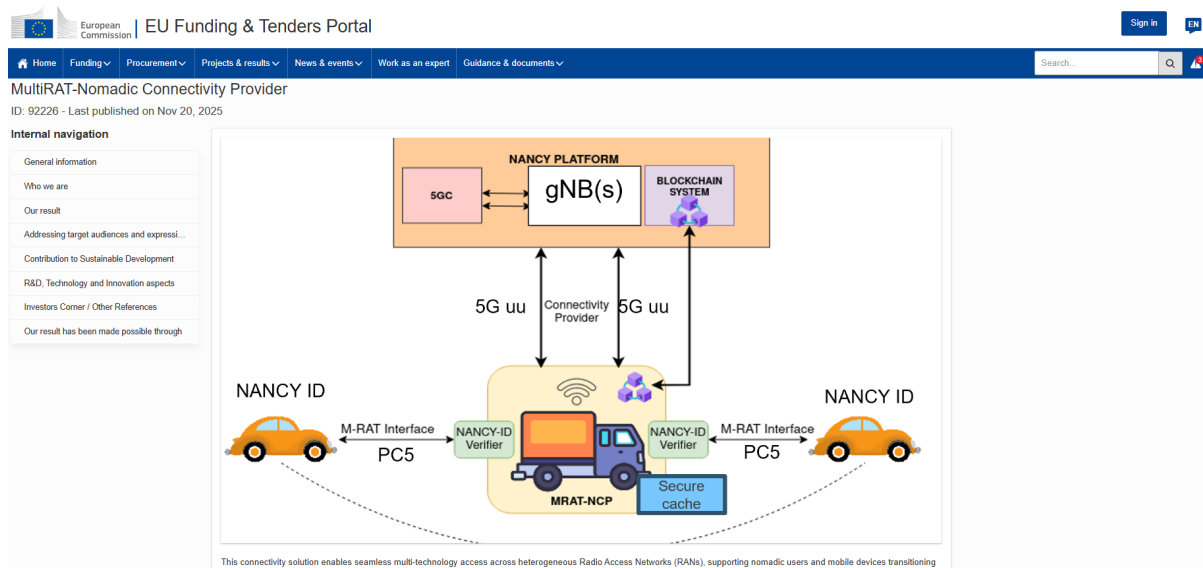 European
Commission
EU Funding & Tenders Portal
Sign in
EN
Home
Funding
Procurement
Projects & results
News & events
Work as an expert
Guidance & documents
Search...
3
MultiRAT-Nomadic Connectivity Provider
ID: 92226 - Last published on Nov 20, 2025
Internal navigation
General information
Who we are
Our result
Addressing target audiences and expressi...
Contribution to Sustainable Development
R&D, Technology and Innovation aspects
Investors Corner / Other References
Our result has been made possible through
NANCY PLATFORM
5GC
gNB(s)
BLOCKCHAIN
SYSTEM
5G uu
Connectivity
Provider
5G uu
NANCY ID
NANCY ID
M-RAT Interface
PC5
NANCY-ID
Verifier
NANCY-ID
Verifier
M-RAT Interface
PC5
Secure
cache
MRAT-NCP
This connectivity solution enables seamless multi-technology access across heterogeneous Radio Access Networks (RANs), supporting nomadic users and mobile devices transitioning